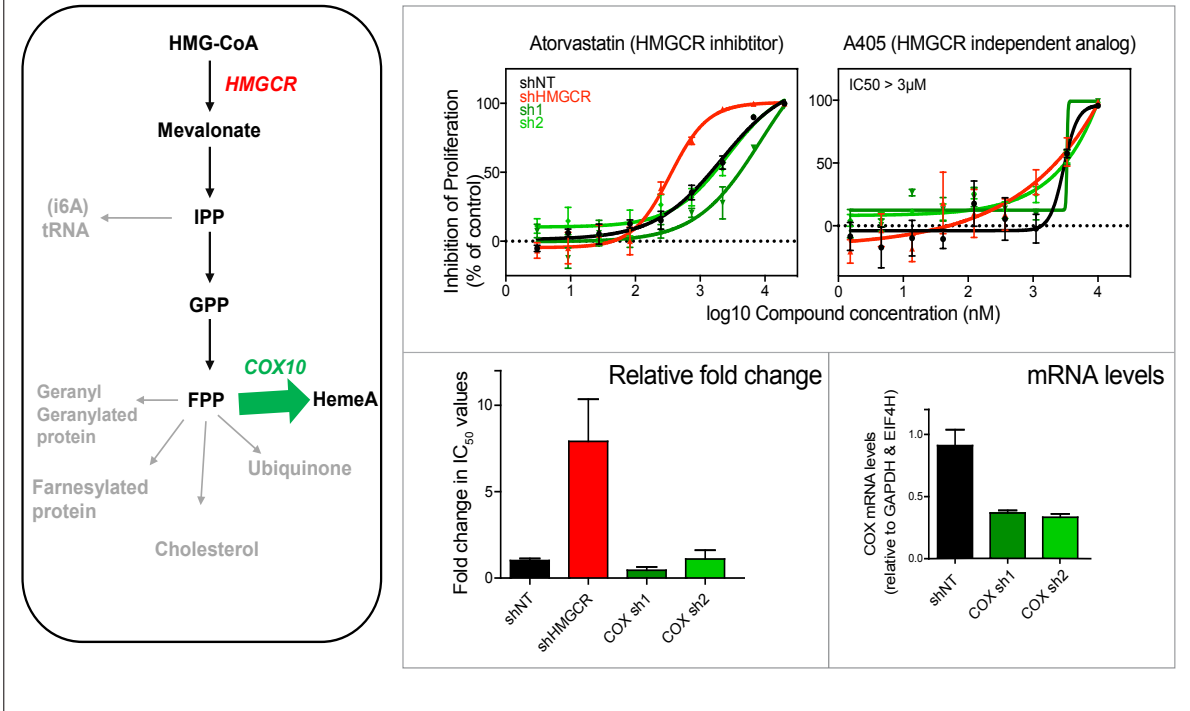 HMG-CoA
HMGCR
Mevalonate
(i6A)
tRNA
IPP
GPP
COX10
Geranyl
Geranylated
protein
FPP
HemeA
Ubiquinone
Farnesylated
protein
Cholesterol
Atorvastatin (HMGCR inhibtitor)
shNT
shHMGCR
sh1
sh2
100
50
0
0 1 2 3 4
Inhibition of Proliferation
(% of control)
A405 (HMGCR independent analog)
IC50 > 3µM
100
50
0
0 1 2 3 4
log10 Compound concentration (nM)
Relative fold change
Fold change in IC50 values
10
5
0
shNT
shHMGCR
COX sh1
COX sh2
mRNA levels
COX mRNA levels
(relative to GAPDH & EIF4H)
1.0
0.5
0.0
shNT
COX sh1
COX sh2